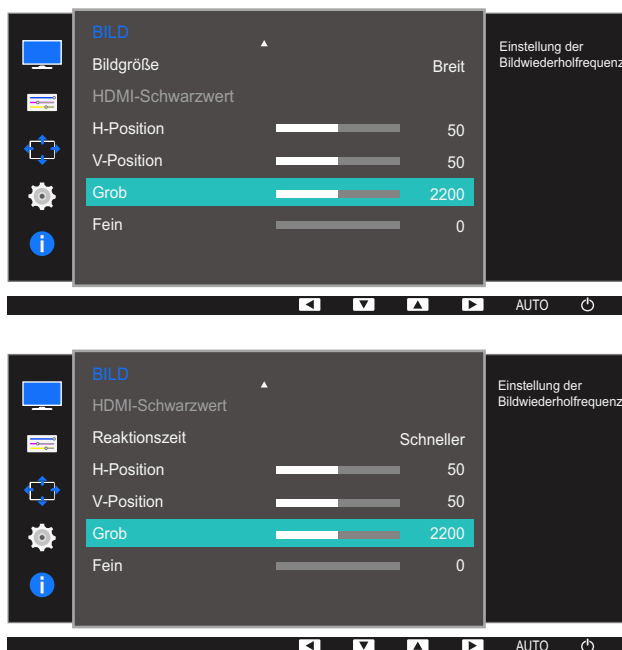 BILD
Bildgröße Breit
HDMI-Schwarzwert
H-Position 50
V-Position 50
Grob 2200
Fein 0
Einstellung der
Bildwiederholfrequenz
AUTO
BILD
HDMI-Schwarzwert
Reaktionszeit Schneller
H-Position 50
V-Position 50
Grob 2200
Fein 0
Einstellung der
Bildwiederholfrequenz
AUTO